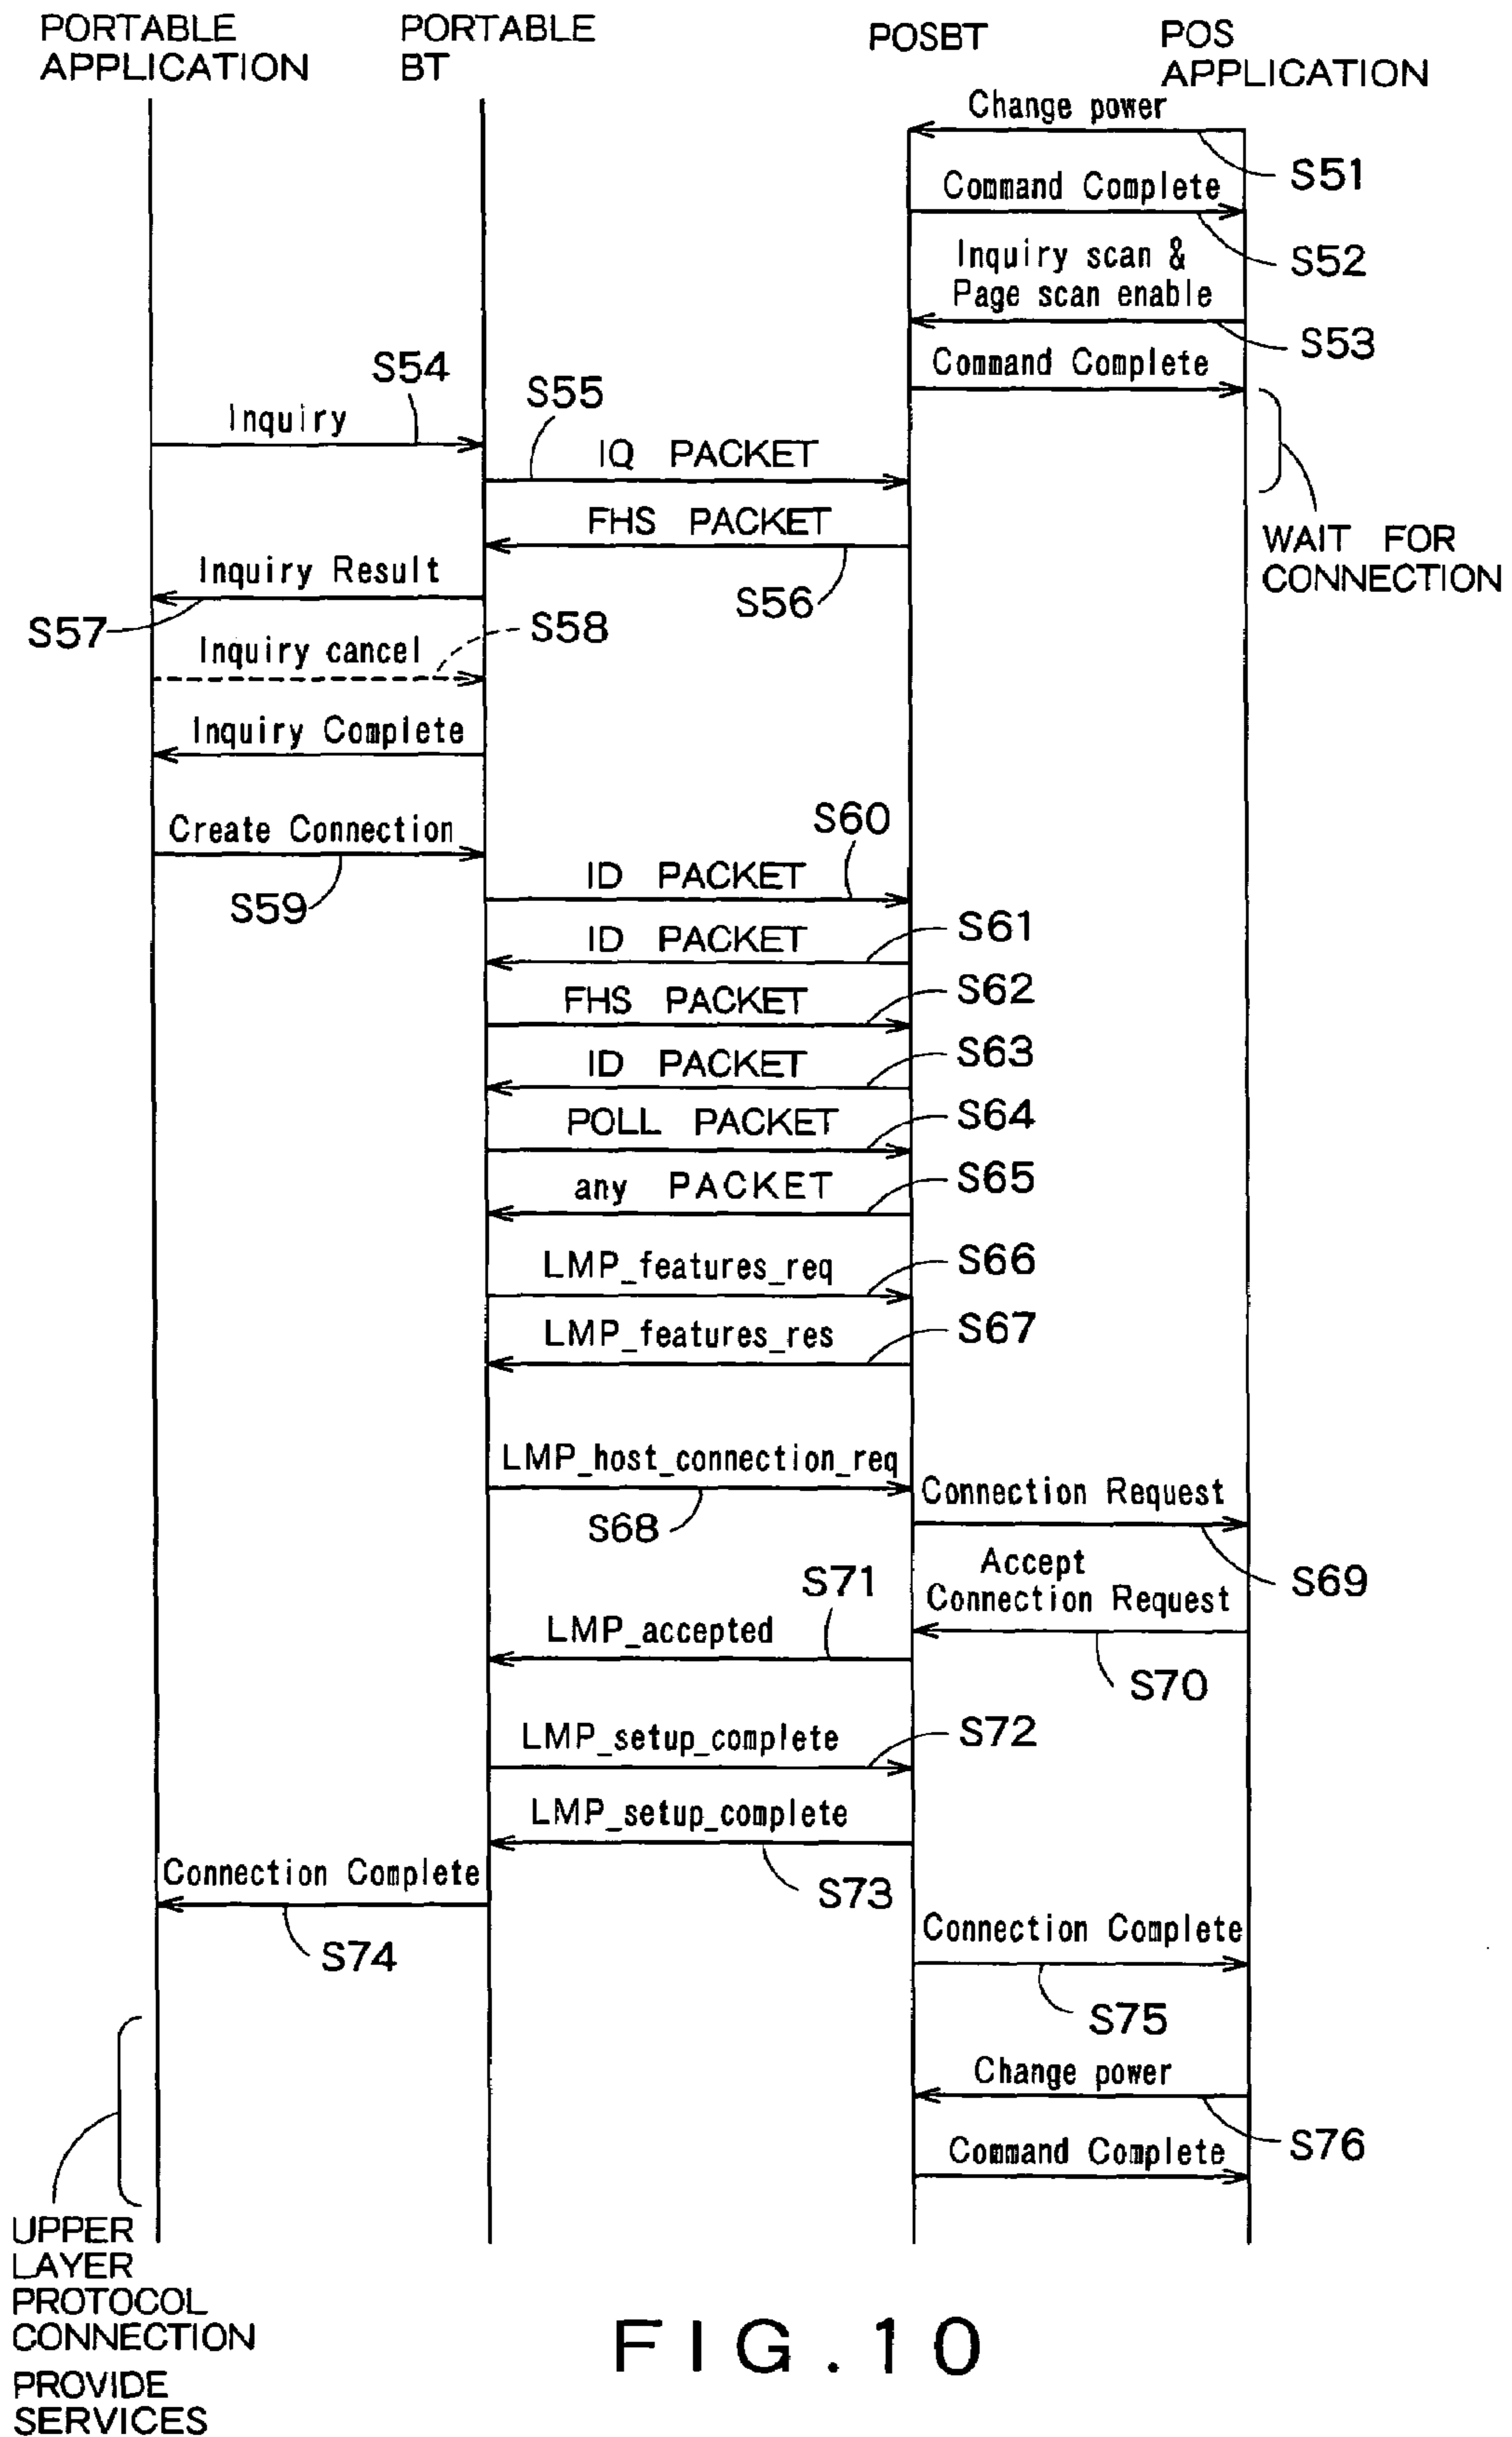 PORTABLE
APPLICATION
PORTABLE
BT
POSBT
POS
APPLICATION
Change power
S51
Command Complete
S52
Inquiry scan &
Page scan enable
S53
Command Complete
S54
Inquiry
S55
IQ PACKET
WAIT FOR
CONNECTION
FHS PACKET
S56
Inquiry Result
S57
S58
Inquiry cancel
Inquiry Complete
Create Connection
S59
S60
ID PACKET
S61
ID PACKET
S62
FHS PACKET
S63
ID PACKET
S64
POLL PACKET
S65
any PACKET
S66
LMP_features_req
S67
LMP_features_res
LMP_host_connection_req
S68
Connection Request
S69
Accept
Connection Request
S70
S71
LMP_accepted
S72
LMP_setup_complete
LMP_setup_complete
S73
Connection Complete
S74
Connection Complete
S75
Change power
S76
Command Complete
UPPER
LAYER
PROTOCOL
CONNECTION
PROVIDE
SERVICES
FIG.10